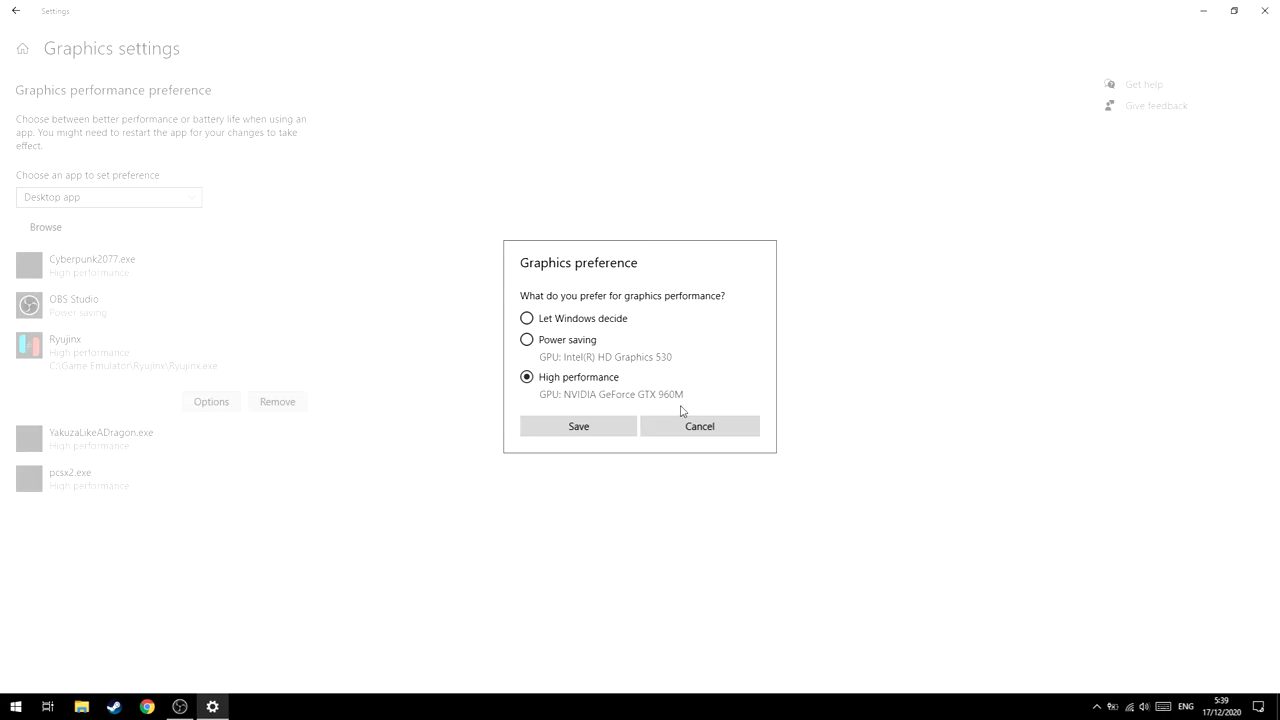 Settings
Graphics settings
Graphics performance preference
Choose between better performance or battery life when using an
app. You might need to restart the app for your changes to take
effect.
Choose an app to set preference
Desktop app
Browse
Cyberpunk2077.exe
High performance
OBS Studio
Power saving
Ryujinx
High performance
C:\Game Emulator\Ryujinx\Ryujinx.exe
Options
Remove
YakuzaLikeADragon.exe
High performance
pcsx2.exe
High performance
Get help
Give feedback
Graphics preference
What do you prefer for graphics performance?
Let Windows decide
Power saving
GPU: Intel(R) HD Graphics 530
High performance
GPU: NVIDIA GeForce GTX 960M
Save
Cancel
ENG
5:39
17/12/2020